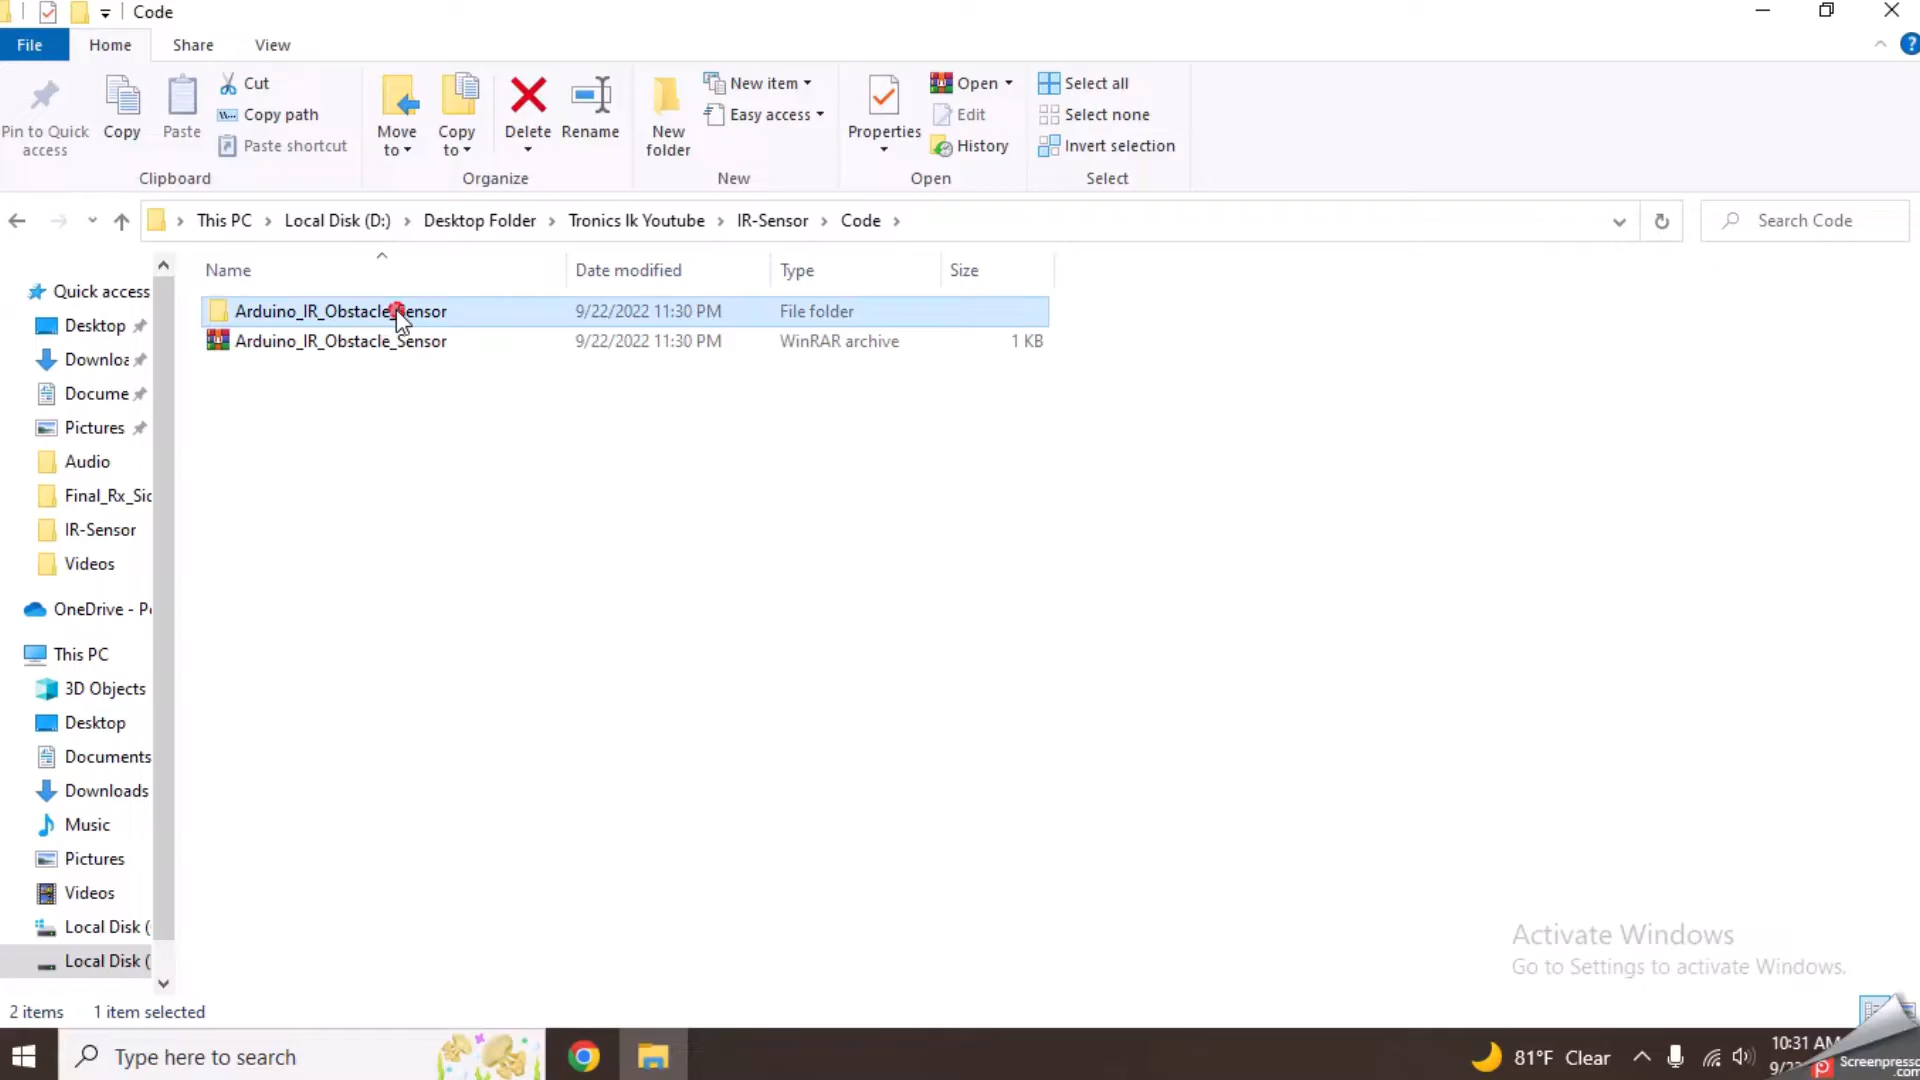 Code
File Home Share View
Pin to Quick access
Copy
Paste
Cut
Copy path
Paste shortcut
Clipboard
Move to
Copy to
Delete
Rename
Organize
New folder
New item
Easy access
New
Properties
Open
Edit
History
Open
Select all
Select none
Invert selection
Select
This PC Local Disk (D:) Desktop Folder Tronics lk Youtube IR-Sensor Code
Search Code
Name Date modified Type Size
Arduino_IR_Obstacle_Sensor 9/22/2022 11:30 PM File folder
Arduino_IR_Obstacle_Sensor 9/22/2022 11:30 PM WinRAR archive 1 KB
Quick access
Desktop
Downloa
Docume
Pictures
Audio
Final_Rx_Sic
IR-Sensor
Videos
OneDrive - P
This PC
3D Objects
Desktop
Documents
Downloads
Music
Pictures
Videos
Local Disk (
Local Disk (
Activate Windows
Go to Settings to activate Windows.
2 items 1 item selected
Type here to search
81°F Clear
10:31 AM
Screenpresso
.com